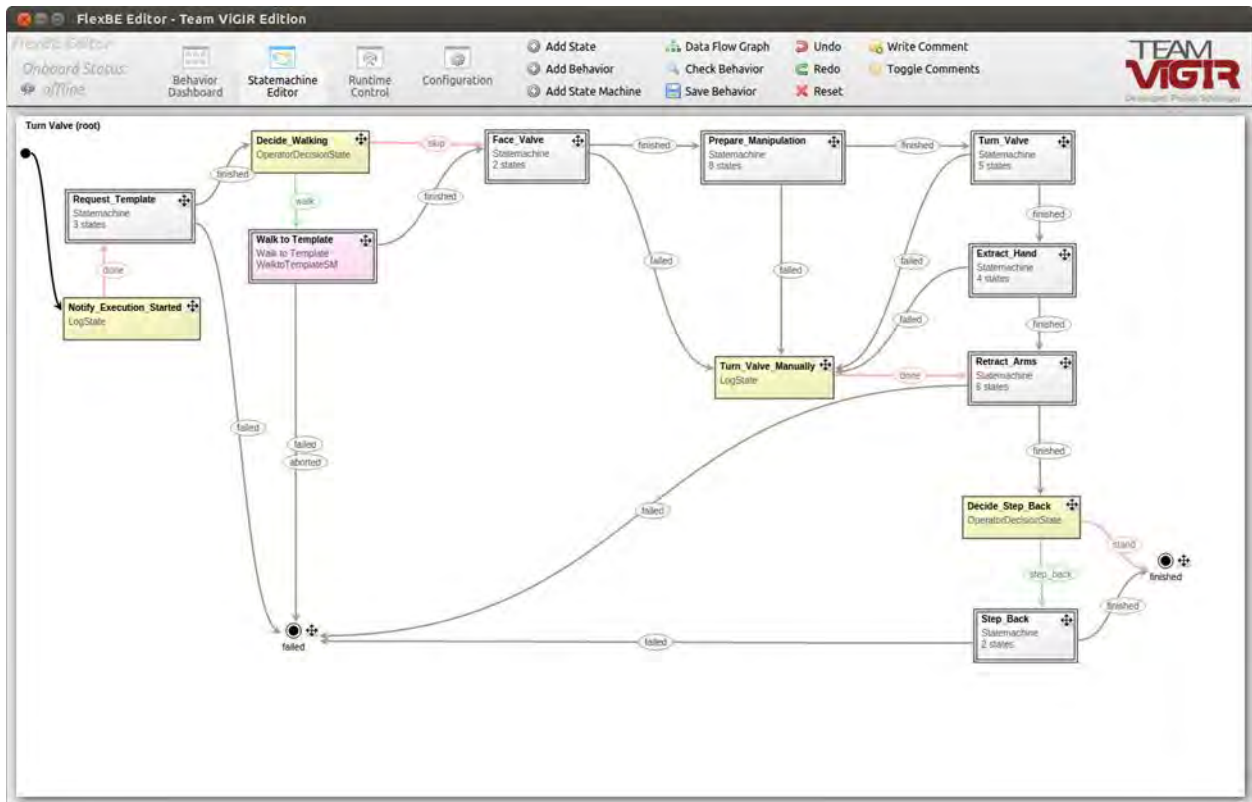 FlexBE Editor - Team ViGIR Edition
FlexBE Editor
Onboard Status:
offline
Behavior Dashboard
Statemachine Editor
Runtime Control
Configuration
Add State
Add Behavior
Add State Machine
Data Flow Graph
Check Behavior
Save Behavior
Undo
Redo
Reset
Write Comment
Toggle Comments
TEAM
ViGIR
Turn Valve (root)
Decide_Walking
OperatorDecisionState
skip
Face_Valve
Statemachine
2 states
finished
Prepare_Manipulation
Statemachine
8 states
finished
Turn_Valve
Statemachine
5 states
finished
Request_Template
Statemachine
3 states
walk
finished
finished
Walk to Template
Walk to Template
WalktoTemplateSM
failed
failed
failed
Extract_Hand
Statemachine
4 states
done
Notify_Execution_Started
LogState
failed
finished
Turn_Valve_Manually
LogState
done
Retract_Arms
Statemachine
6 states
failed
failed
aborted
finished
failed
Decide_Step_Back
OperatorDecisionState
stand
step_back
finished
finished
Step_Back
Statemachine
2 states
failed
failed